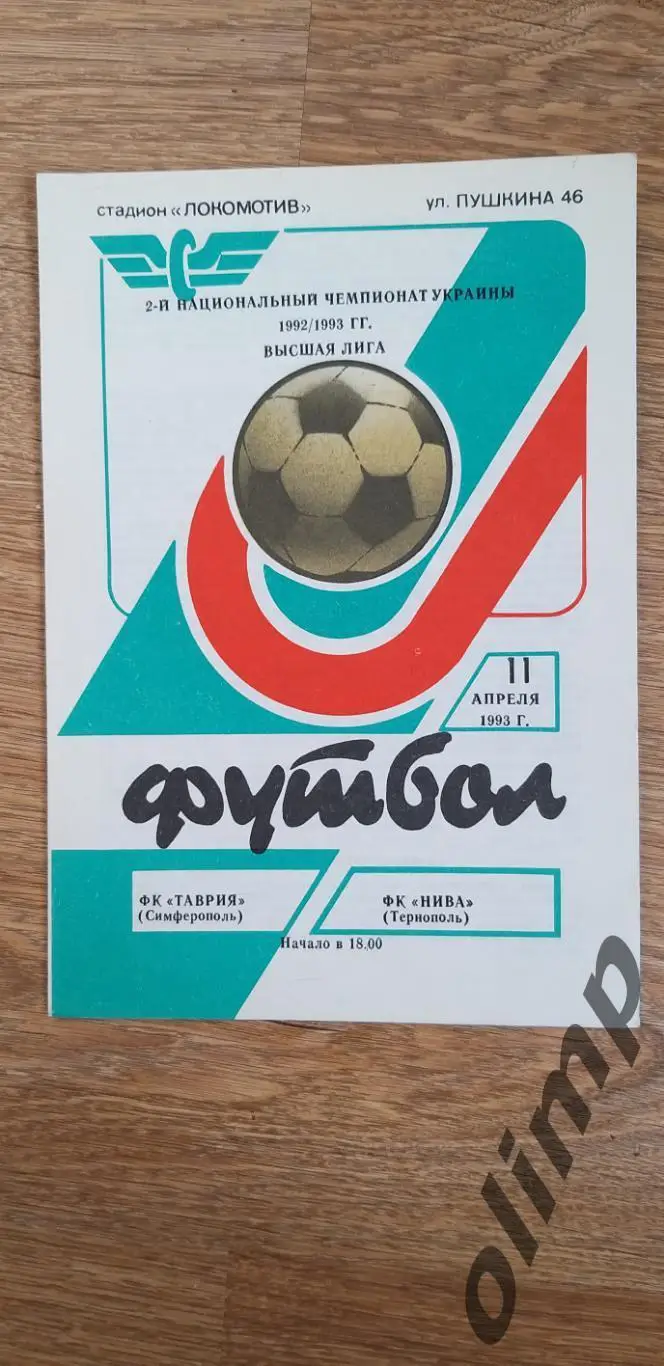 стадион «ЛОКОМОТИВ»
ул. ПУШКИНА 46
2-Й НАЦИОНАЛЬНЫЙ ЧЕМПИОНАТ УКРАИНЫ
1992/1993 ГГ.
ВЫСШАЯ ЛИГА
11
АПРЕЛЯ
1993 Г.
футбол
ФК «ТАВРИЯ»
(Симферополь)
ФК «НИВА»
(Тернополь)
Начало в 18.00
olimp
olimp